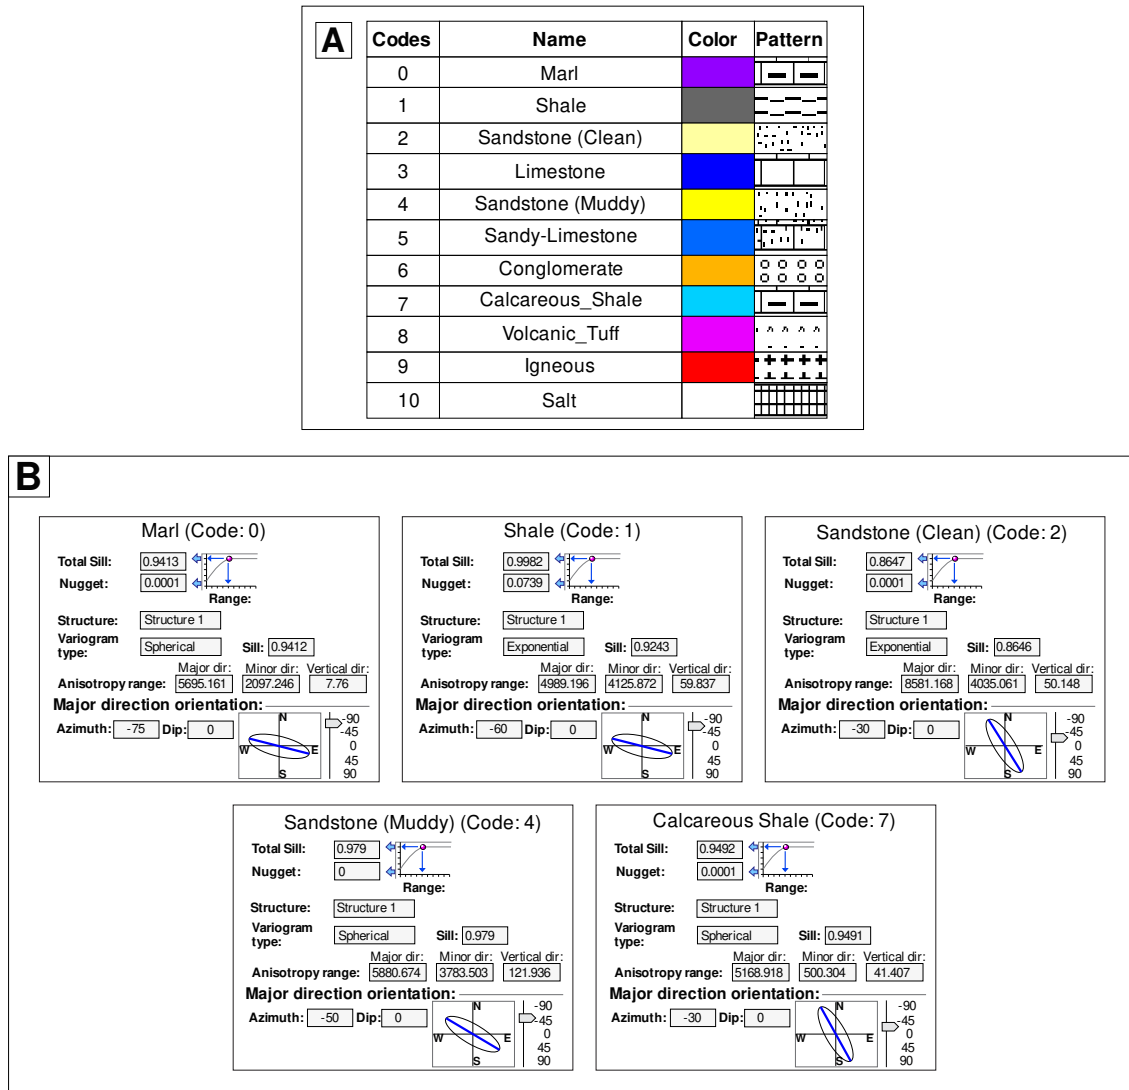 A
Codes Name Color Pattern
0 Marl
1 Shale
2 Sandstone (Clean)
3 Limestone
4 Sandstone (Muddy)
5 Sandy-Limestone
6 Conglomerate
7 Calcareous_Shale
8 Volcanic_Tuff
9 Igneous
10 Salt
B
Marl (Code: 0)
Total Sill: 0.9413
Nugget: 0.0001
Range:
Structure: Structure 1
Variogram type: Spherical Sill: 0.9412
Major dir: Minor dir: Vertical dir:
Anisotropy range: 5695.161 2097.246 7.76
Major direction orientation:
Azimuth: -75 Dip: 0
N
W E
S
-90
-45
0
45
90
Shale (Code: 1)
Total Sill: 0.9982
Nugget: 0.0739
Range:
Structure: Structure 1
Variogram type: Exponential Sill: 0.9243
Major dir: Minor dir: Vertical dir:
Anisotropy range: 4989.196 4125.872 59.837
Major direction orientation:
Azimuth: -60 Dip: 0
N
W E
S
-90
-45
0
45
90
Sandstone (Clean) (Code: 2)
Total Sill: 0.8647
Nugget: 0.0001
Range:
Structure: Structure 1
Variogram type: Exponential Sill: 0.8646
Major dir: Minor dir: Vertical dir:
Anisotropy range: 8581.168 4035.061 50.148
Major direction orientation:
Azimuth: -30 Dip: 0
N
W E
S
-90
-45
0
45
90
Sandstone (Muddy) (Code: 4)
Total Sill: 0.979
Nugget: 0
Range:
Structure: Structure 1
Variogram type: Spherical Sill: 0.979
Major dir: Minor dir: Vertical dir:
Anisotropy range: 5880.674 3783.503 121.936
Major direction orientation:
Azimuth: -50 Dip: 0
N
W E
S
-90
-45
0
45
90
Calcareous Shale (Code: 7)
Total Sill: 0.9492
Nugget: 0.0001
Range:
Structure: Structure 1
Variogram type: Spherical Sill: 0.9491
Major dir: Minor dir: Vertical dir:
Anisotropy range: 5168.918 500.304 41.407
Major direction orientation:
Azimuth: -30 Dip: 0
N
W E
S
-90
-45
0
45
90